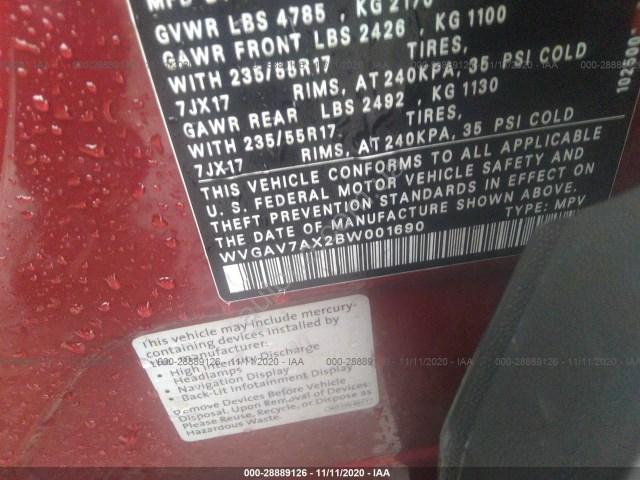 GVWR LBS 4785 , KG 2170
GAWR FRONT LBS 2426 , KG 1100
WITH 235/55R17 TIRES,
7JX17 RIMS, AT 240KPA, 35 PSI COLD
GAWR REAR LBS 2492 , KG 1130
WITH 235/55R17 TIRES,
7JX17 RIMS, AT 240KPA, 35 PSI COLD
THIS VEHICLE CONFORMS TO ALL APPLICABLE
U. S. FEDERAL MOTOR VEHICLE SAFETY AND
THEFT PREVENTION STANDARDS IN EFFECT ON
THE DATE OF MANUFACTURE SHOWN ABOVE.
WVGAV7AX2BW001690 TYPE: MPV
This vehicle may include mercury-
containing devices installed by
manufacturer:
• High Intensity Discharge
Headlamps
• Navigation Display
• Back-Lit Infotainment Display
Remove Devices Before Vehicle
Disposal. Upon Removal of Devices:
Please Reuse, Recycle, or Dispose as
Hazardous Waste.
000-28889126 - 11/11/2020 - IAA